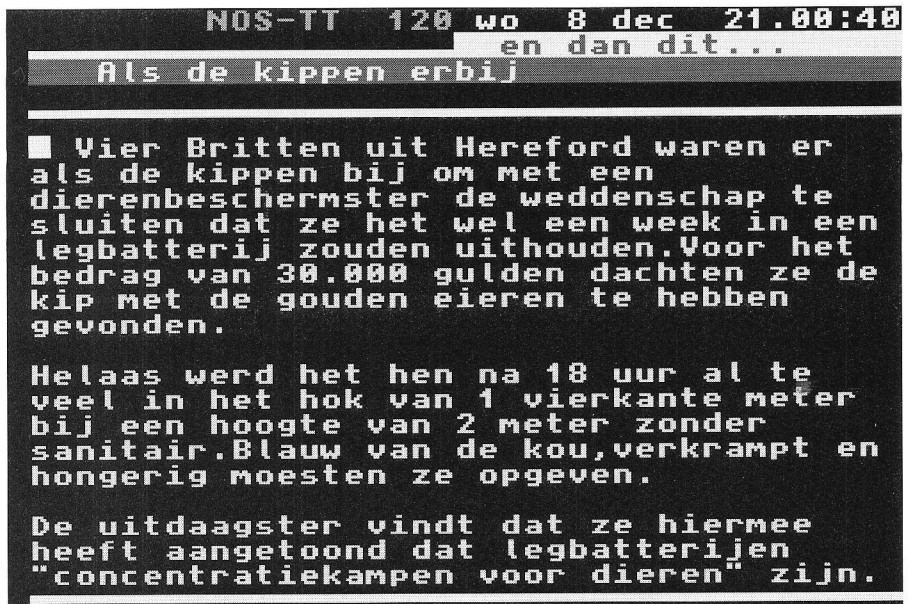 NOS-TT 120 wo 8 dec 21.00:40
en dan dit...
Als de kippen erbij
Vier Britten uit Hereford waren er
als de kippen bij om met een
dierenbeschermster de weddenschap te
sluiten dat ze het wel een week in een
legbatterij zouden uithouden.Voor het
bedrag van 30.000 gulden dachten ze de
kip met de gouden eieren te hebben
gevonden.
Helaas werd het hen na 18 uur al te
veel in het hok van 1 vierkante meter
bij een hoogte van 2 meter zonder
sanitair.Blauw van de kou,verkrampt en
hongerig moesten ze opgeven.
De uitdaagster vindt dat ze hiermee
heeft aangetoond dat legbatterijen
"concentratiekampen voor dieren" zijn.